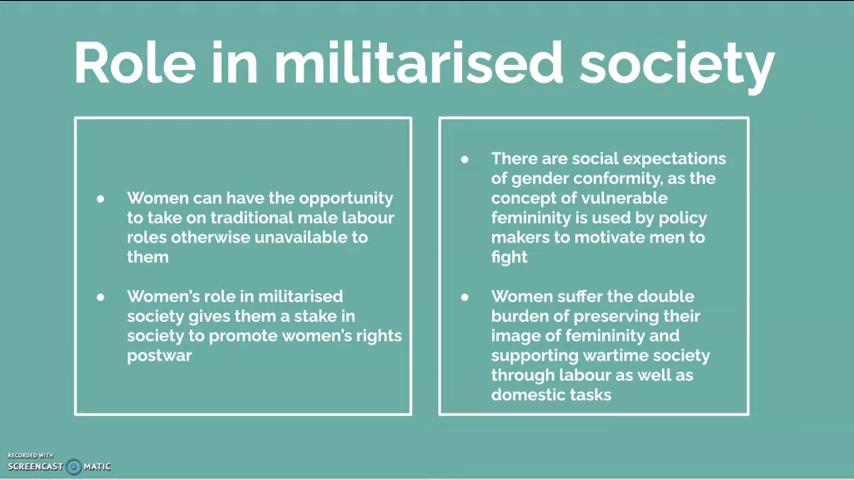 Role in militarised society
● Women can have the opportunity
to take on traditional male labour
roles otherwise unavailable to
them
● Women's role in militarised
society gives them a stake in
society to promote women's rights
postwar
● There are social expectations
of gender conformity, as the
concept of vulnerable
femininity is used by policy
makers to motivate men to
fight
● Women suffer the double
burden of preserving their
image of femininity and
supporting wartime society
through labour as well as
domestic tasks
RECORDED WITH
SCREENCAST MATIC